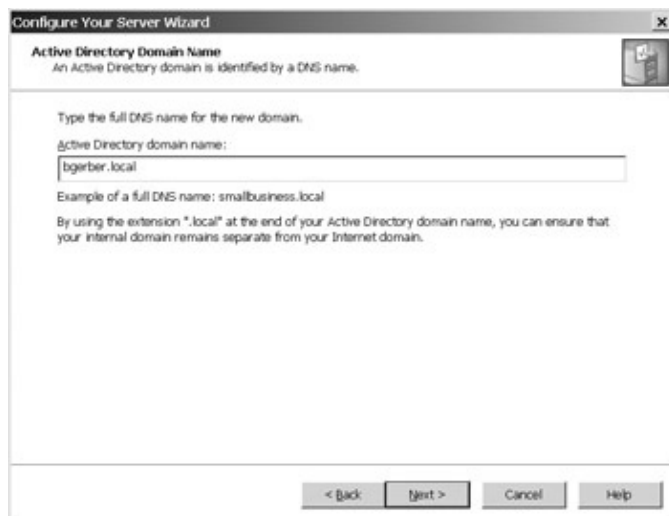 Configure Your Server Wizard
Active Directory Domain Name
An Active Directory domain is identified by a DNS name.
Type the full DNS name for the new domain.
Active Directory domain name:
bgerber.local
Example of a full DNS name: smallbusiness.local
By using the extension ".local" at the end of your Active Directory domain name, you can ensure that
your internal domain remains separate from your Internet domain.
< Back
Next >
Cancel
Help